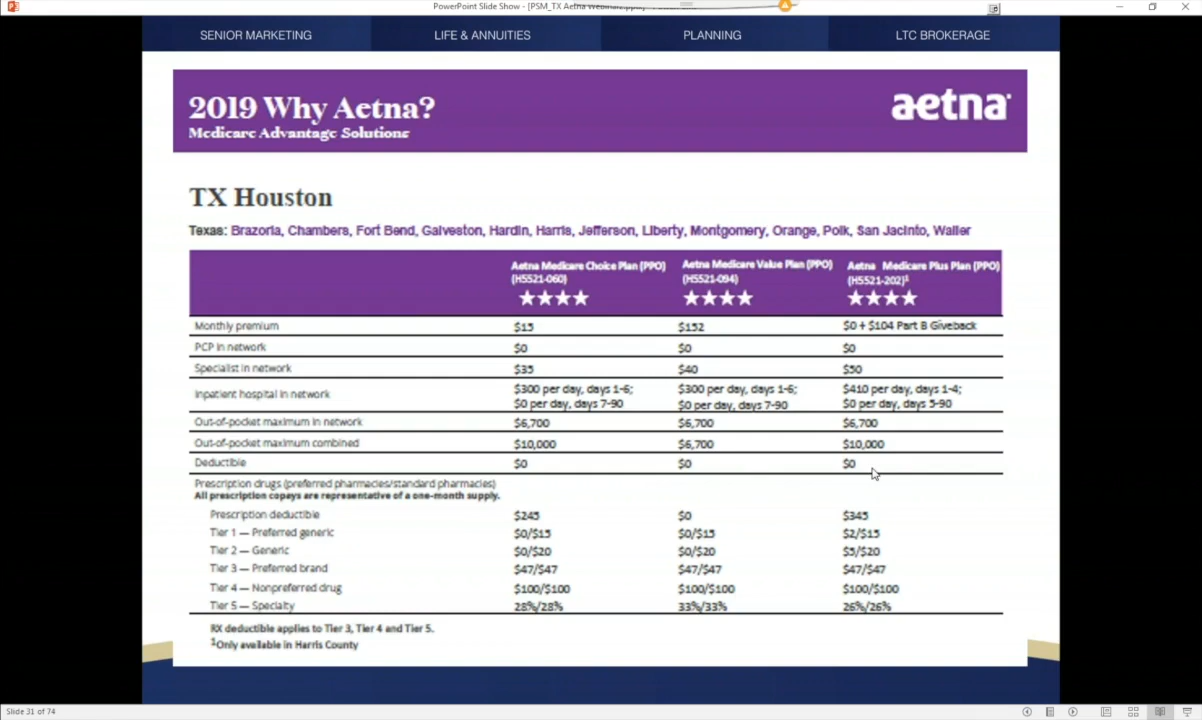 PowerPoint Slide Show - [PSM_TX Aetna
SENIOR MARKETING LIFE & ANNUITIES PLANNING LTC BROKERAGE
2019 Why Aetna? aetna
Medicare Advantage Solutions
TX Houston
Texas: Brazoria, Chambers, Fort Bend, Galveston, Hardin, Harris, Jefferson, Liberty, Montgomery, Orange, Polk, San Jacinto, Waller
Aetna Medicare Choice Plan (PPO) Aetna Medicare Value Plan (PPO) Aetna Medicare Plus Plan (PPO)
(H5521-060) (H5521-094) (H5521-202)¹
Monthly premium $15 $152 $0 + $104 Part B Giveback
PCP in network $0 $0 $0
Specialist in network $35 $40 $50
Inpatient hospital in network $300 per day, days 1-6; $300 per day, days 1-6; $410 per day, days 1-4;
$0 per day, days 7-90 $0 per day, days 7-90 $0 per day, days 5-90
Out-of-pocket maximum in network $6,700 $6,700 $6,700
Out-of-pocket maximum combined $10,000 $6,700 $10,000
Deductible $0 $0 $0
Prescription drugs (preferred pharmacies/standard pharmacies)
All prescription copays are representative of a one-month supply.
Prescription deductible $245 $0 $345
Tier 1 — Preferred generic $0/$15 $0/$15 $2/$15
Tier 2 — Generic $0/$20 $0/$20 $5/$20
Tier 3 — Preferred brand $47/$47 $47/$47 $47/$47
Tier 4 — Nonpreferred drug $100/$100 $100/$100 $100/$100
Tier 5 — Specialty 28%/28% 33%/33% 26%/26%
RX deductible applies to Tier 3, Tier 4 and Tier 5.
¹Only available in Harris County
Slide 31 of 74